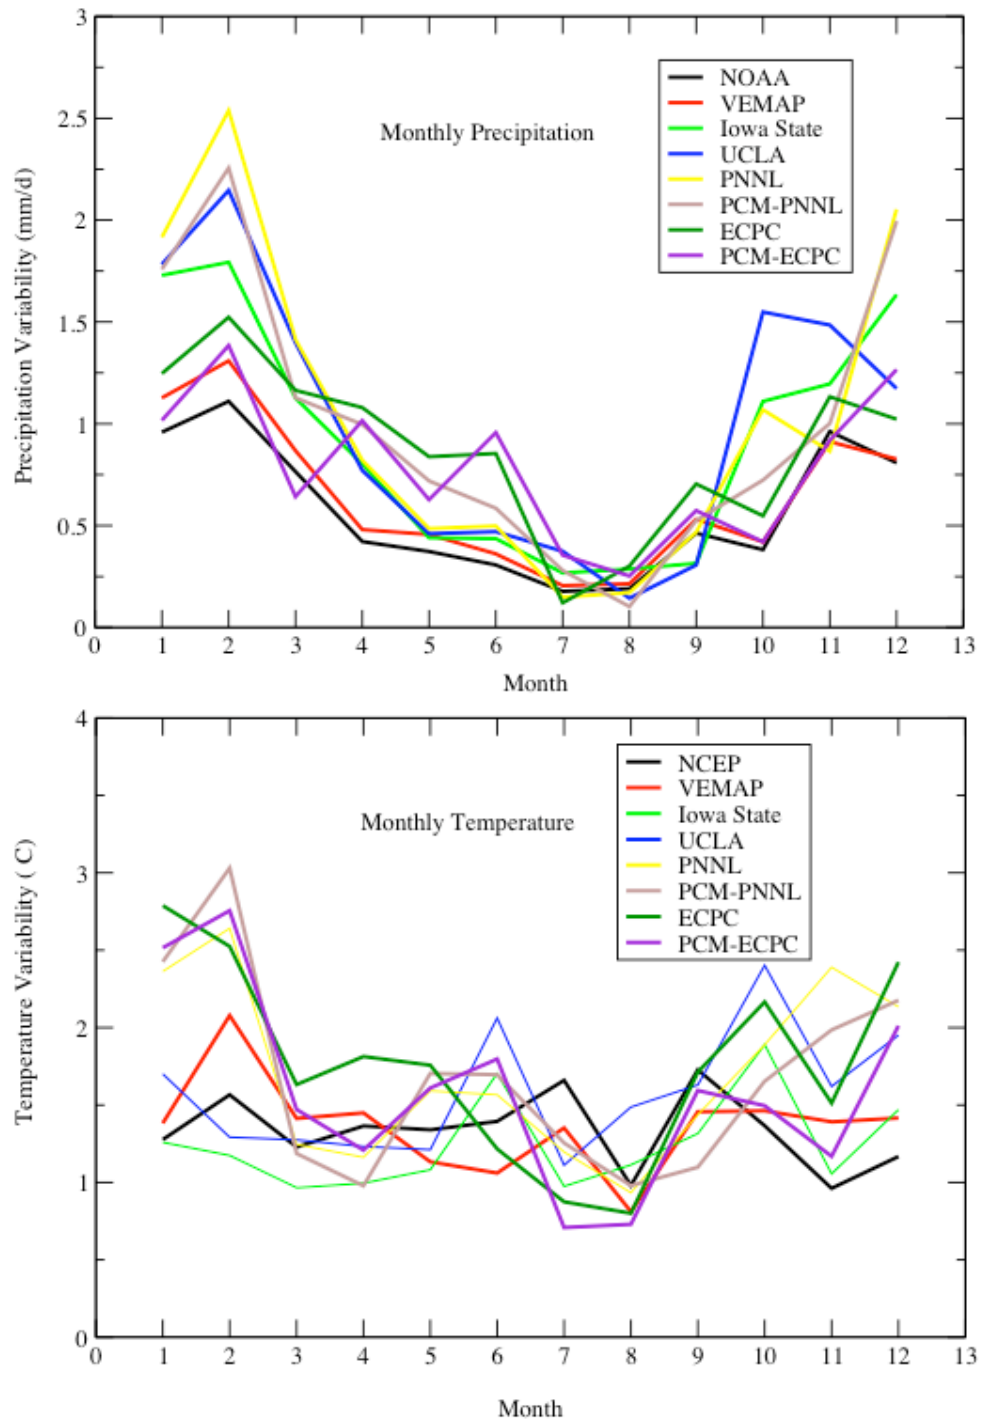 3
2.5
2
1.5
1
0.5
0
Precipitation Variability (mm/d)
Monthly Precipitation
NOAA
VEMAP
Iowa State
UCLA
PNNL
PCM-PNNL
ECPC
PCM-ECPC
0 1 2 3 4 5 6 7 8 9 10 11 12 13
Month
4
3
2
1
0
Temperature Variability ( C)
Monthly Temperature
NCEP
VEMAP
Iowa State
UCLA
PNNL
PCM-PNNL
ECPC
PCM-ECPC
0 1 2 3 4 5 6 7 8 9 10 11 12 13
Month